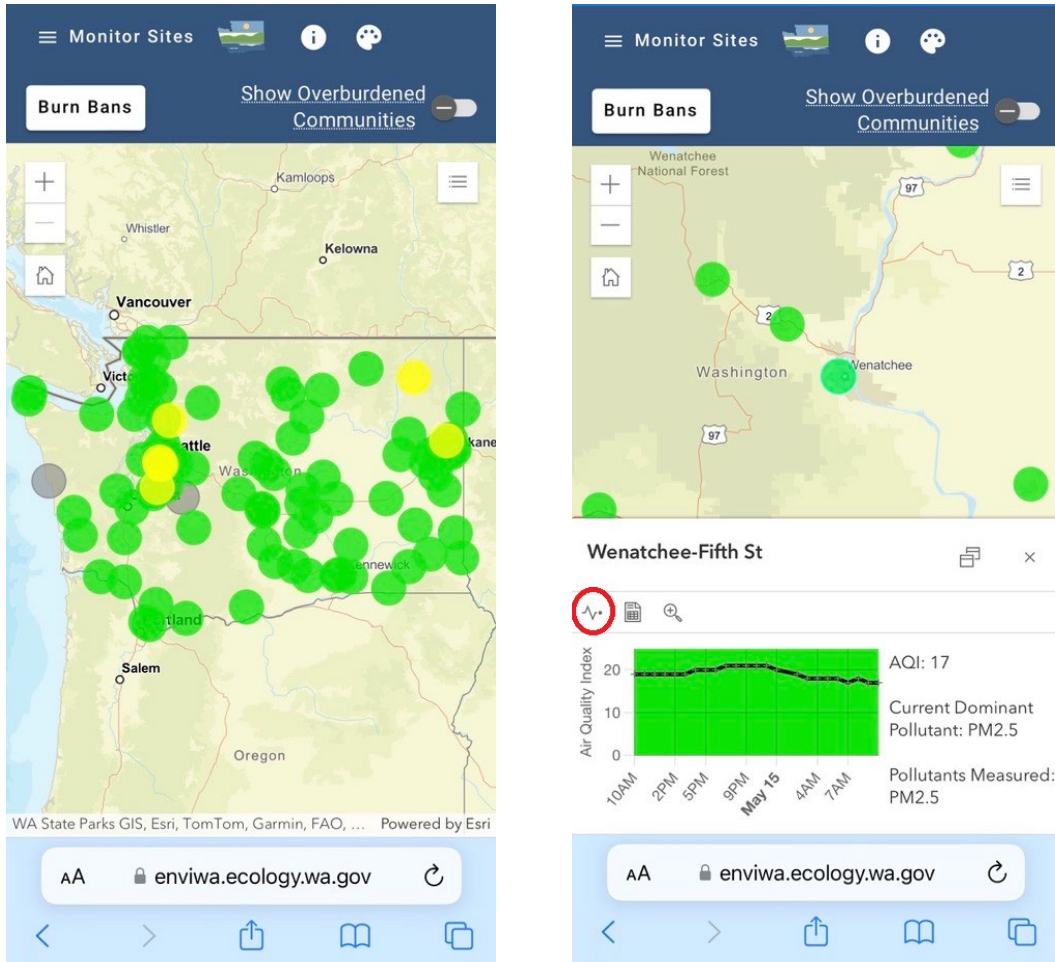 Monitor Sites
Burn Bans
Show Overburdened
Communities
Kamloops
Whistler
Kelowna
Vancouver
Kane
Portland
Salem
Oregon
WA State Parks GIS, Esri, TomTom, Garmin, FAO, … Powered by Esri
AA enviwa.ecology.wa.gov
Monitor Sites
Burn Bans
Show Overburdened
Communities
Wenatchee
National Forest
97
2
2
Washington
Wenatchee
97
Wenatchee-Fifth St
Air Quality Index
20
10
0
10AM
2PM
5PM
9PM
May 15
4AM
7AM
AQI: 17
Current Dominant
Pollutant: PM2.5
Pollutants Measured:
PM2.5
AA enviwa.ecology.wa.gov